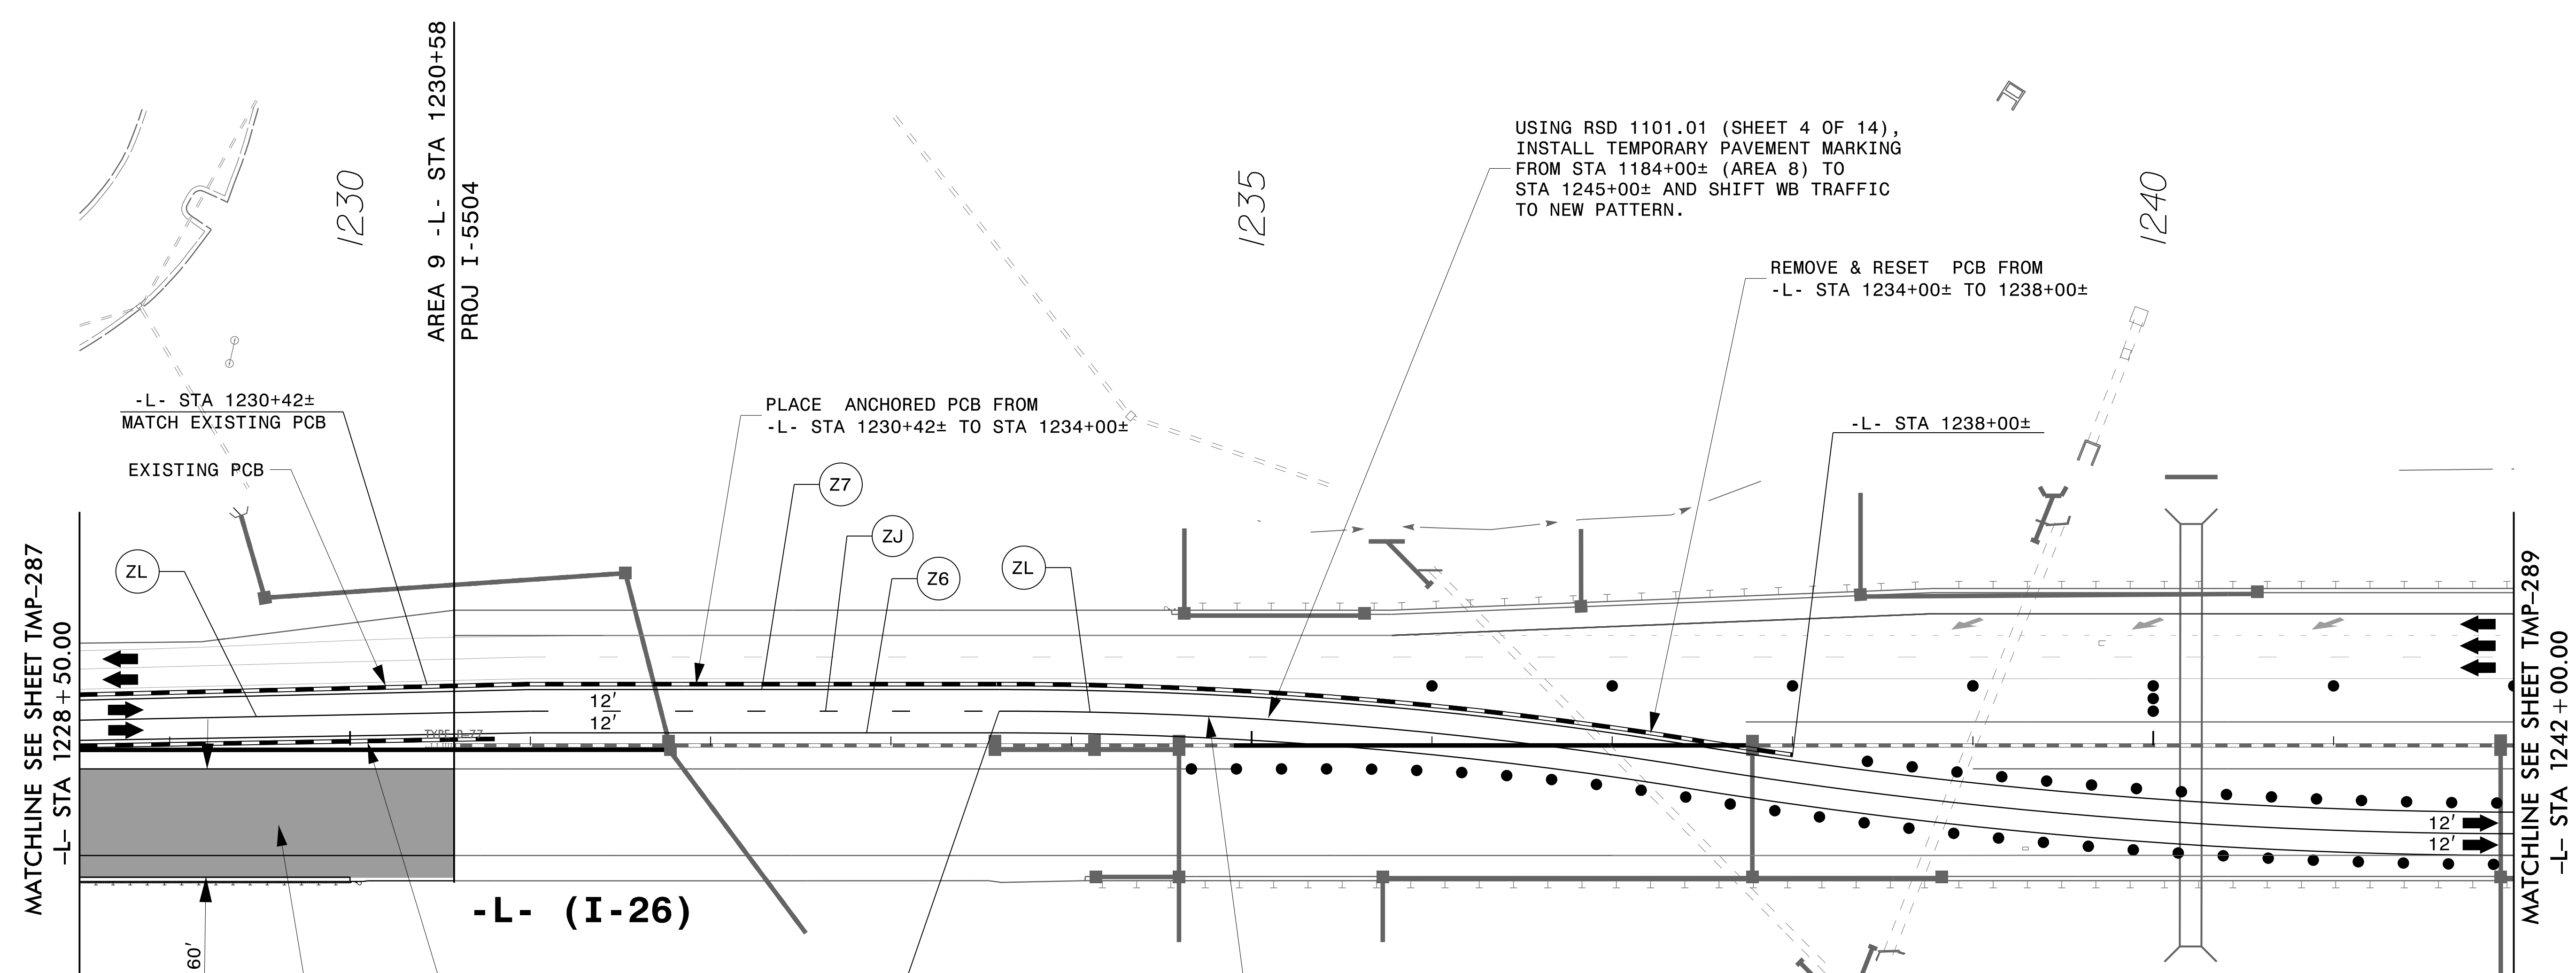 AREA 9 -L- STA 1230+58
PROJ I-5504
1230
1235
1240
USING RSD 1101.01 (SHEET 4 OF 14),
INSTALL TEMPORARY PAVEMENT MARKING
FROM STA 1184+00± (AREA 8) TO
STA 1245+00± AND SHIFT WB TRAFFIC
TO NEW PATTERN.
REMOVE & RESET PCB FROM
-L- STA 1234+00± TO 1238+00±
-L- STA 1230+42±
MATCH EXISTING PCB
EXISTING PCB
PLACE ANCHORED PCB FROM
-L- STA 1230+42± TO STA 1234+00±
-L- STA 1238+00±
Z7
ZJ
Z6
ZL
ZL
MATCHLINE SEE SHEET TMP-287
-L- STA 1228+50.00
12'
12'
12'
12'
MATCHLINE SEE SHEET TMP-289
-L- STA 1242+00.00
-L- (I-26)
60'